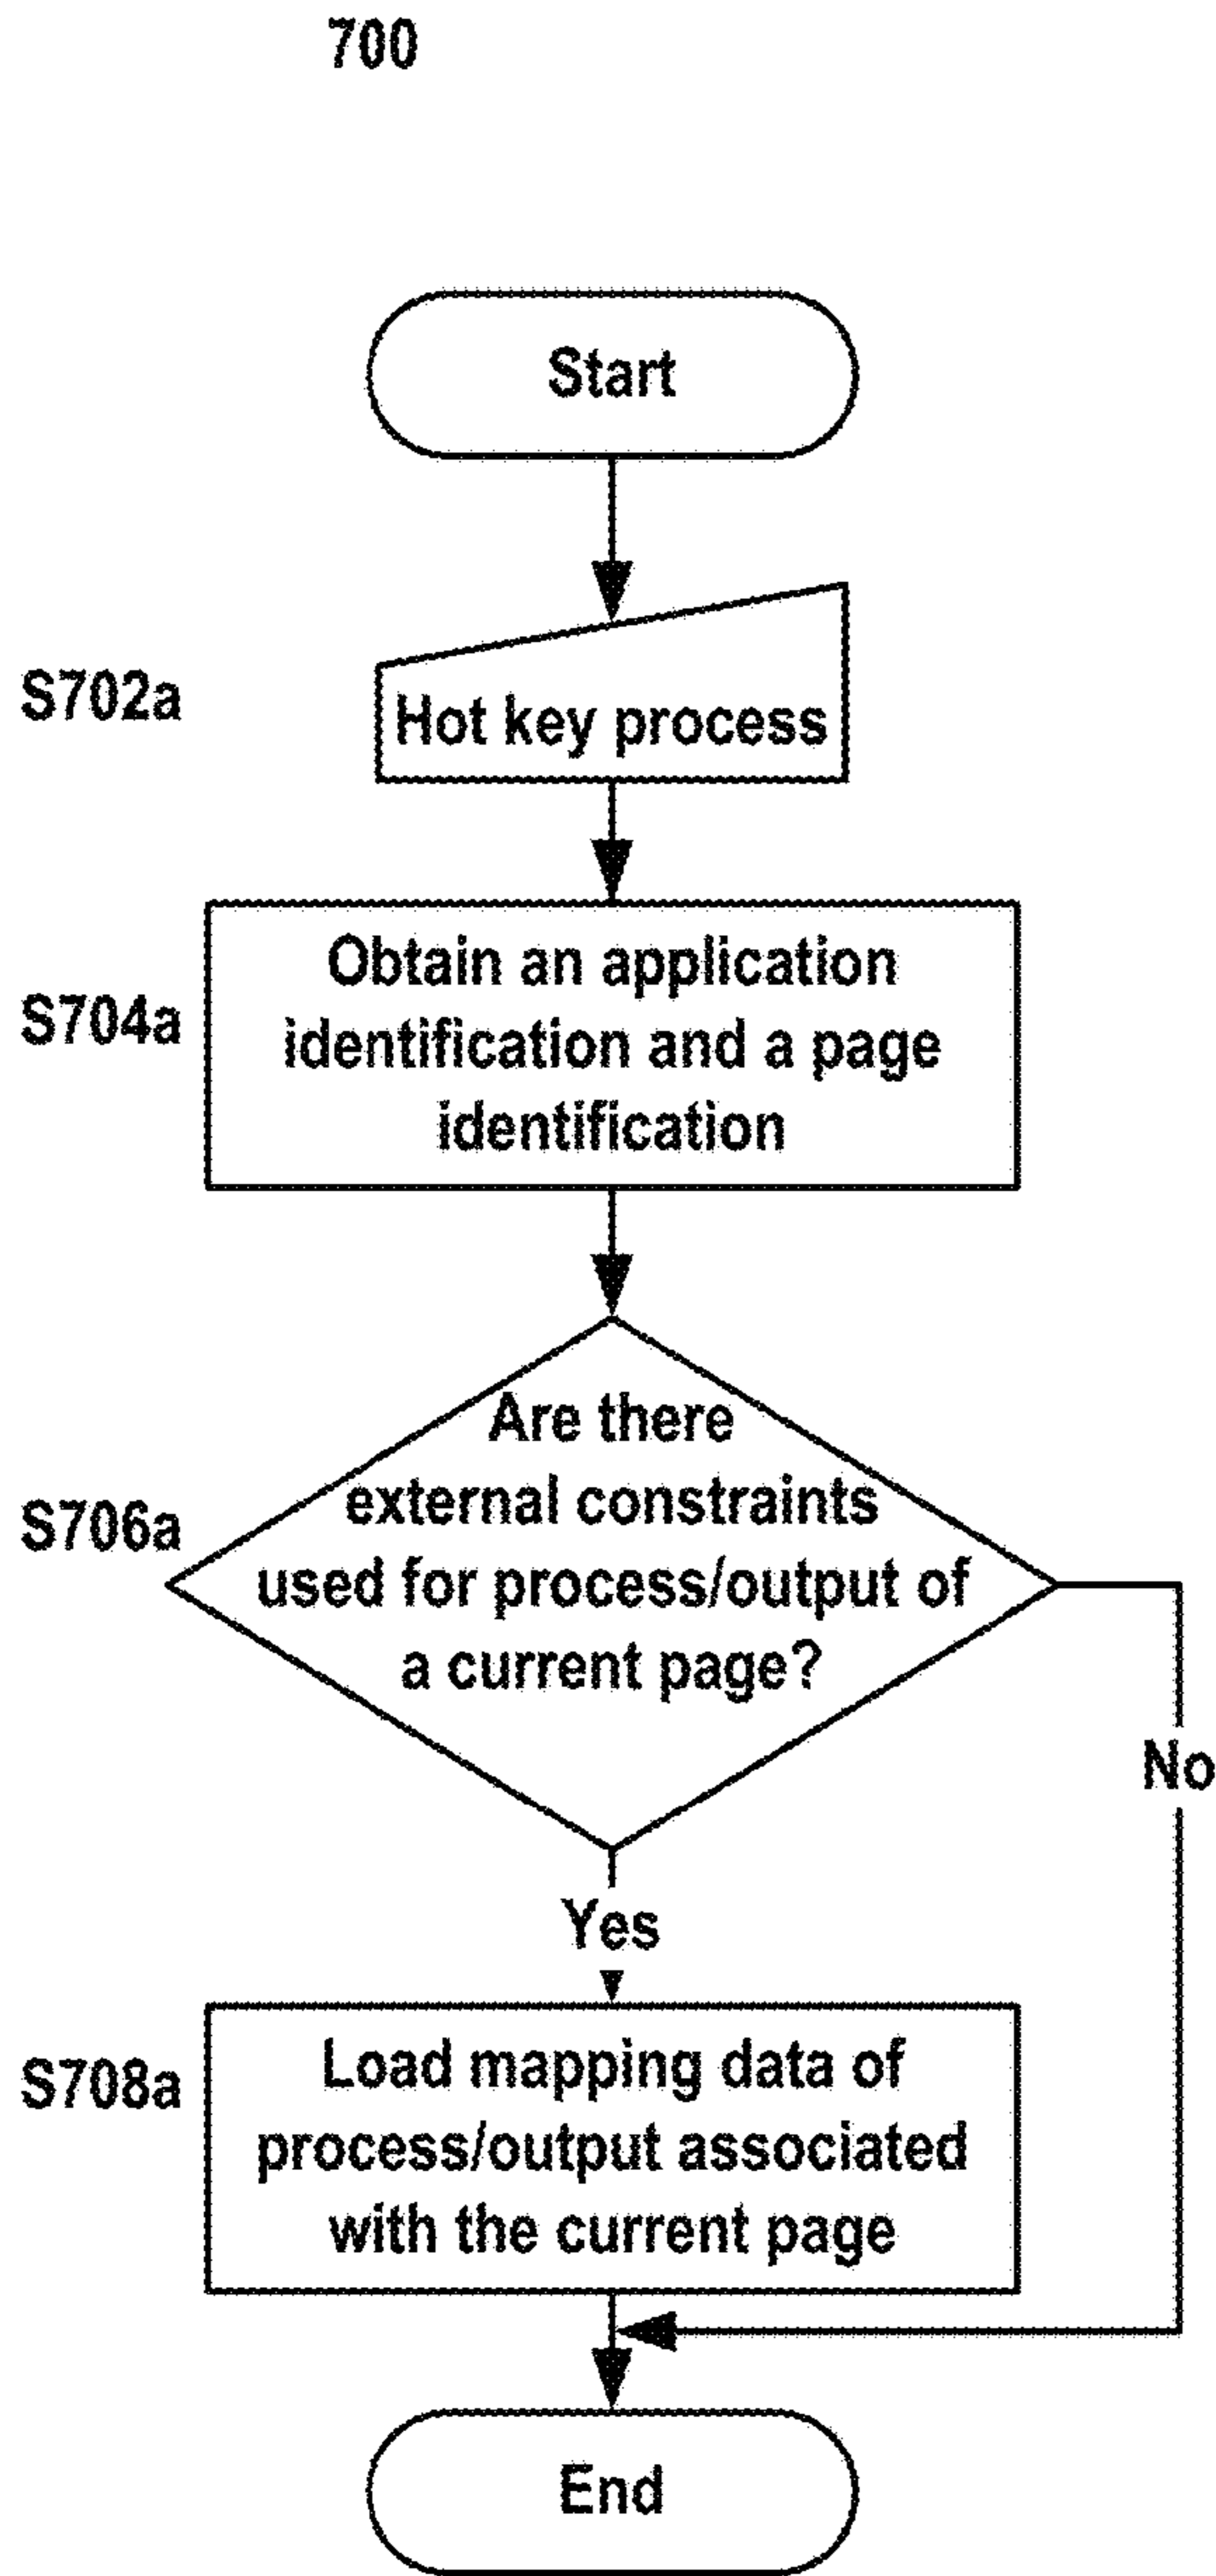 700
Start
S702a
Hot key process
S704a
Obtain an application
identification and a page
identification
S706a
Are there
external constraints
used for process/output of
a current page?
No
Yes
S708a
Load mapping data of
process/output associated
with the current page
End